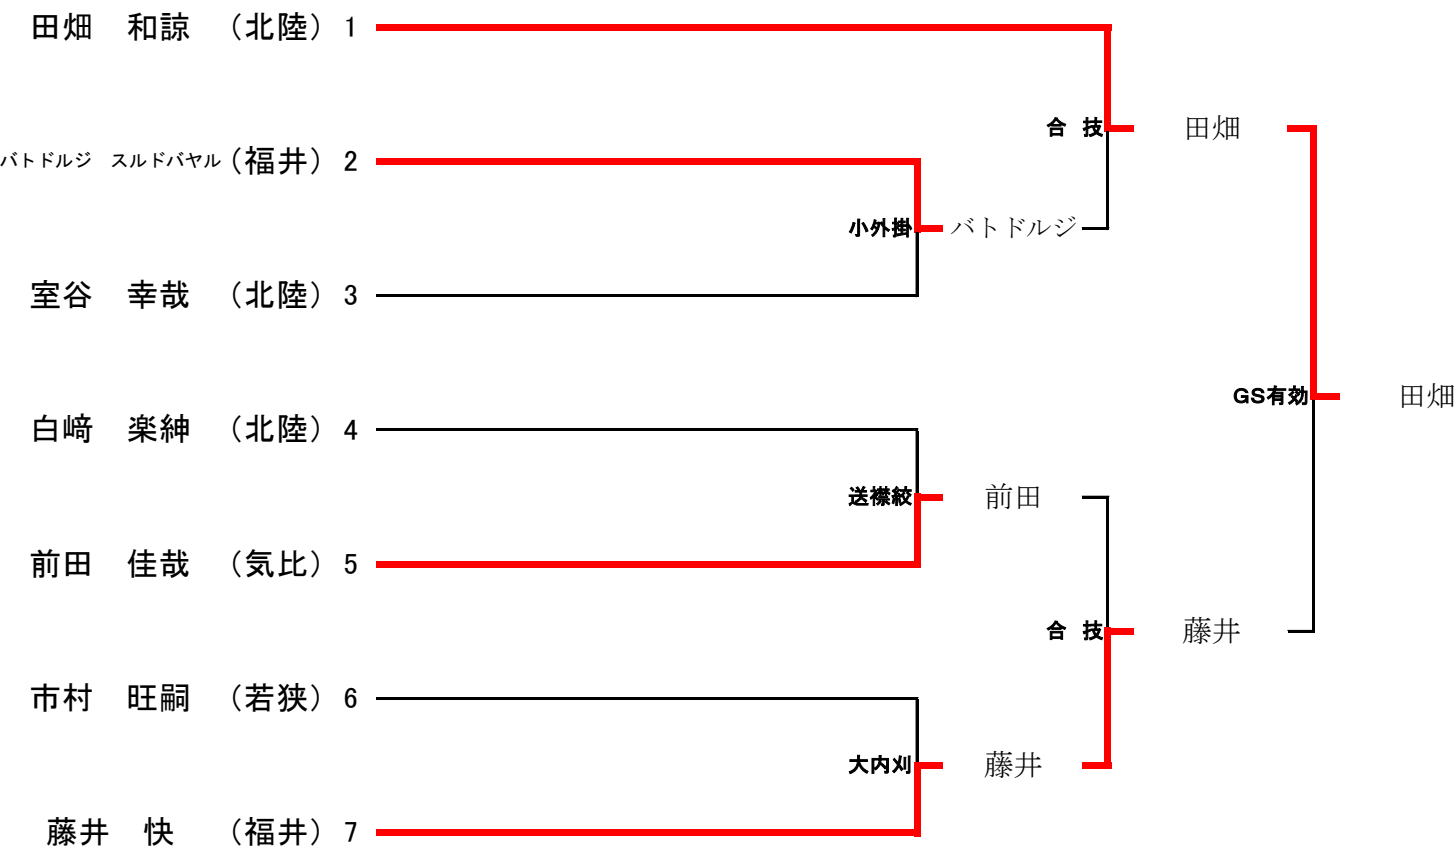 田畑　和諒　（北陸）1
合 技 田畑
バトドルジ　スルドバヤル（福井）2
小外掛 バトドルジ
室谷　幸哉　（北陸）3
GS有効 田畑
白﨑　楽紳　（北陸）4
送襟絞 前田
前田　佳哉　（気比）5
合 技 藤井
市村　旺嗣　（若狭）6
大内刈 藤井
藤井　快　（福井）7